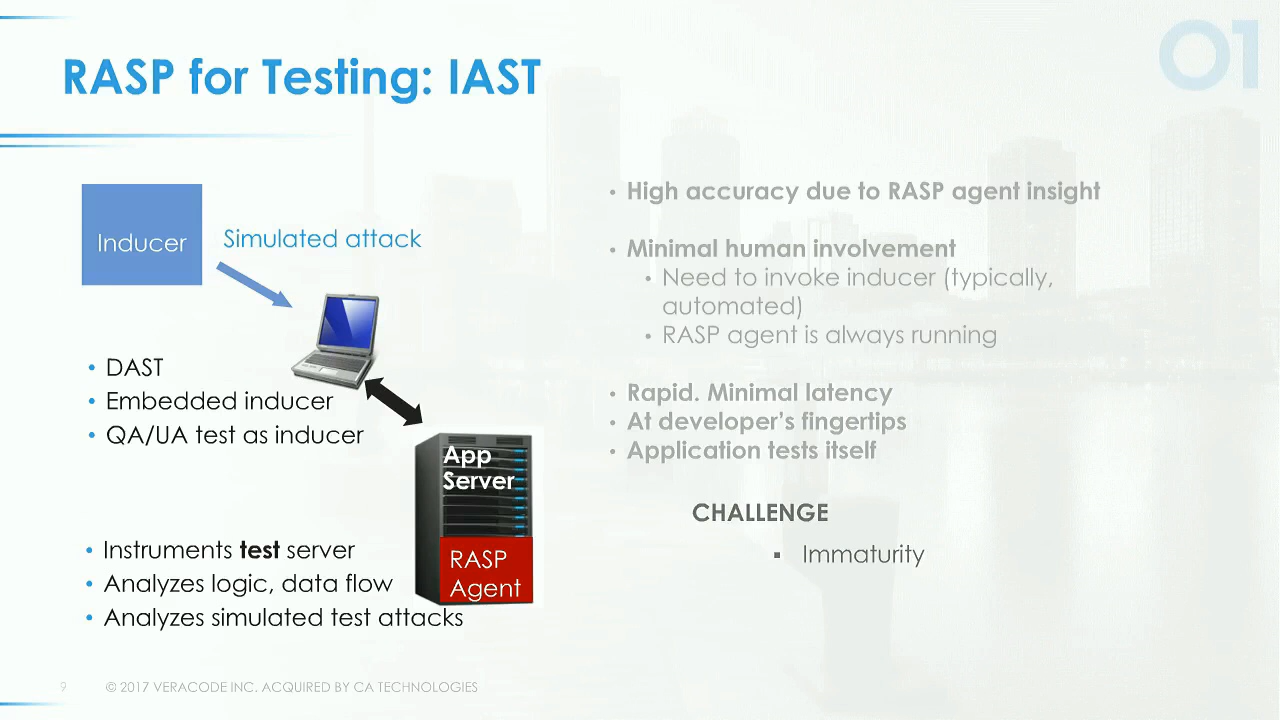 01
RASP for Testing: IAST
Inducer
Simulated attack
• DAST
• Embedded inducer
• QA/UA test as inducer
App
Server
RASP
Agent
• Instruments test server
• Analyzes logic, data flow
• Analyzes simulated test attacks
• High accuracy due to RASP agent insight
• Minimal human involvement
• Need to invoke inducer (typically,
automated)
• RASP agent is always running
• Rapid. Minimal latency
• At developer's fingertips
• Application tests itself
CHALLENGE
▪ Immaturity
9
© 2017 VERACODE INC. ACQUIRED BY CA TECHNOLOGIES